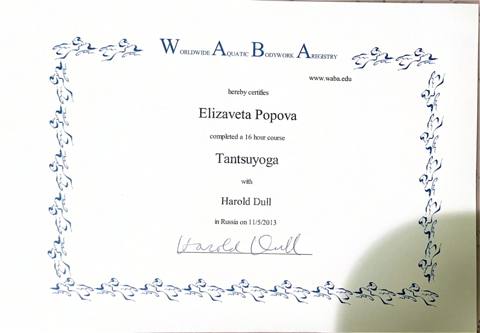 WORLDWIDE AQUATIC BODYWORK AREGISTRY
www.waba.edu
hereby certifies
Elizaveta Popova
completed a 16 hour course
Tantsuyoga
with
Harold Dull
in Russia on 11/5/2013
Harold Dull